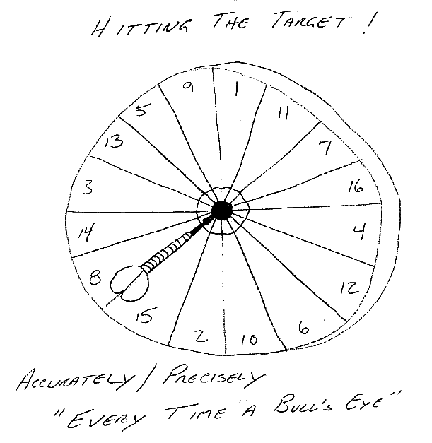 HITTING THE TARGET!
9 1
5 11
13 7
3 16
14 4
8 12
15 6
2 10
ACCURATELY/PRECISELY
"EVERY TIME A BULL'S EYE"